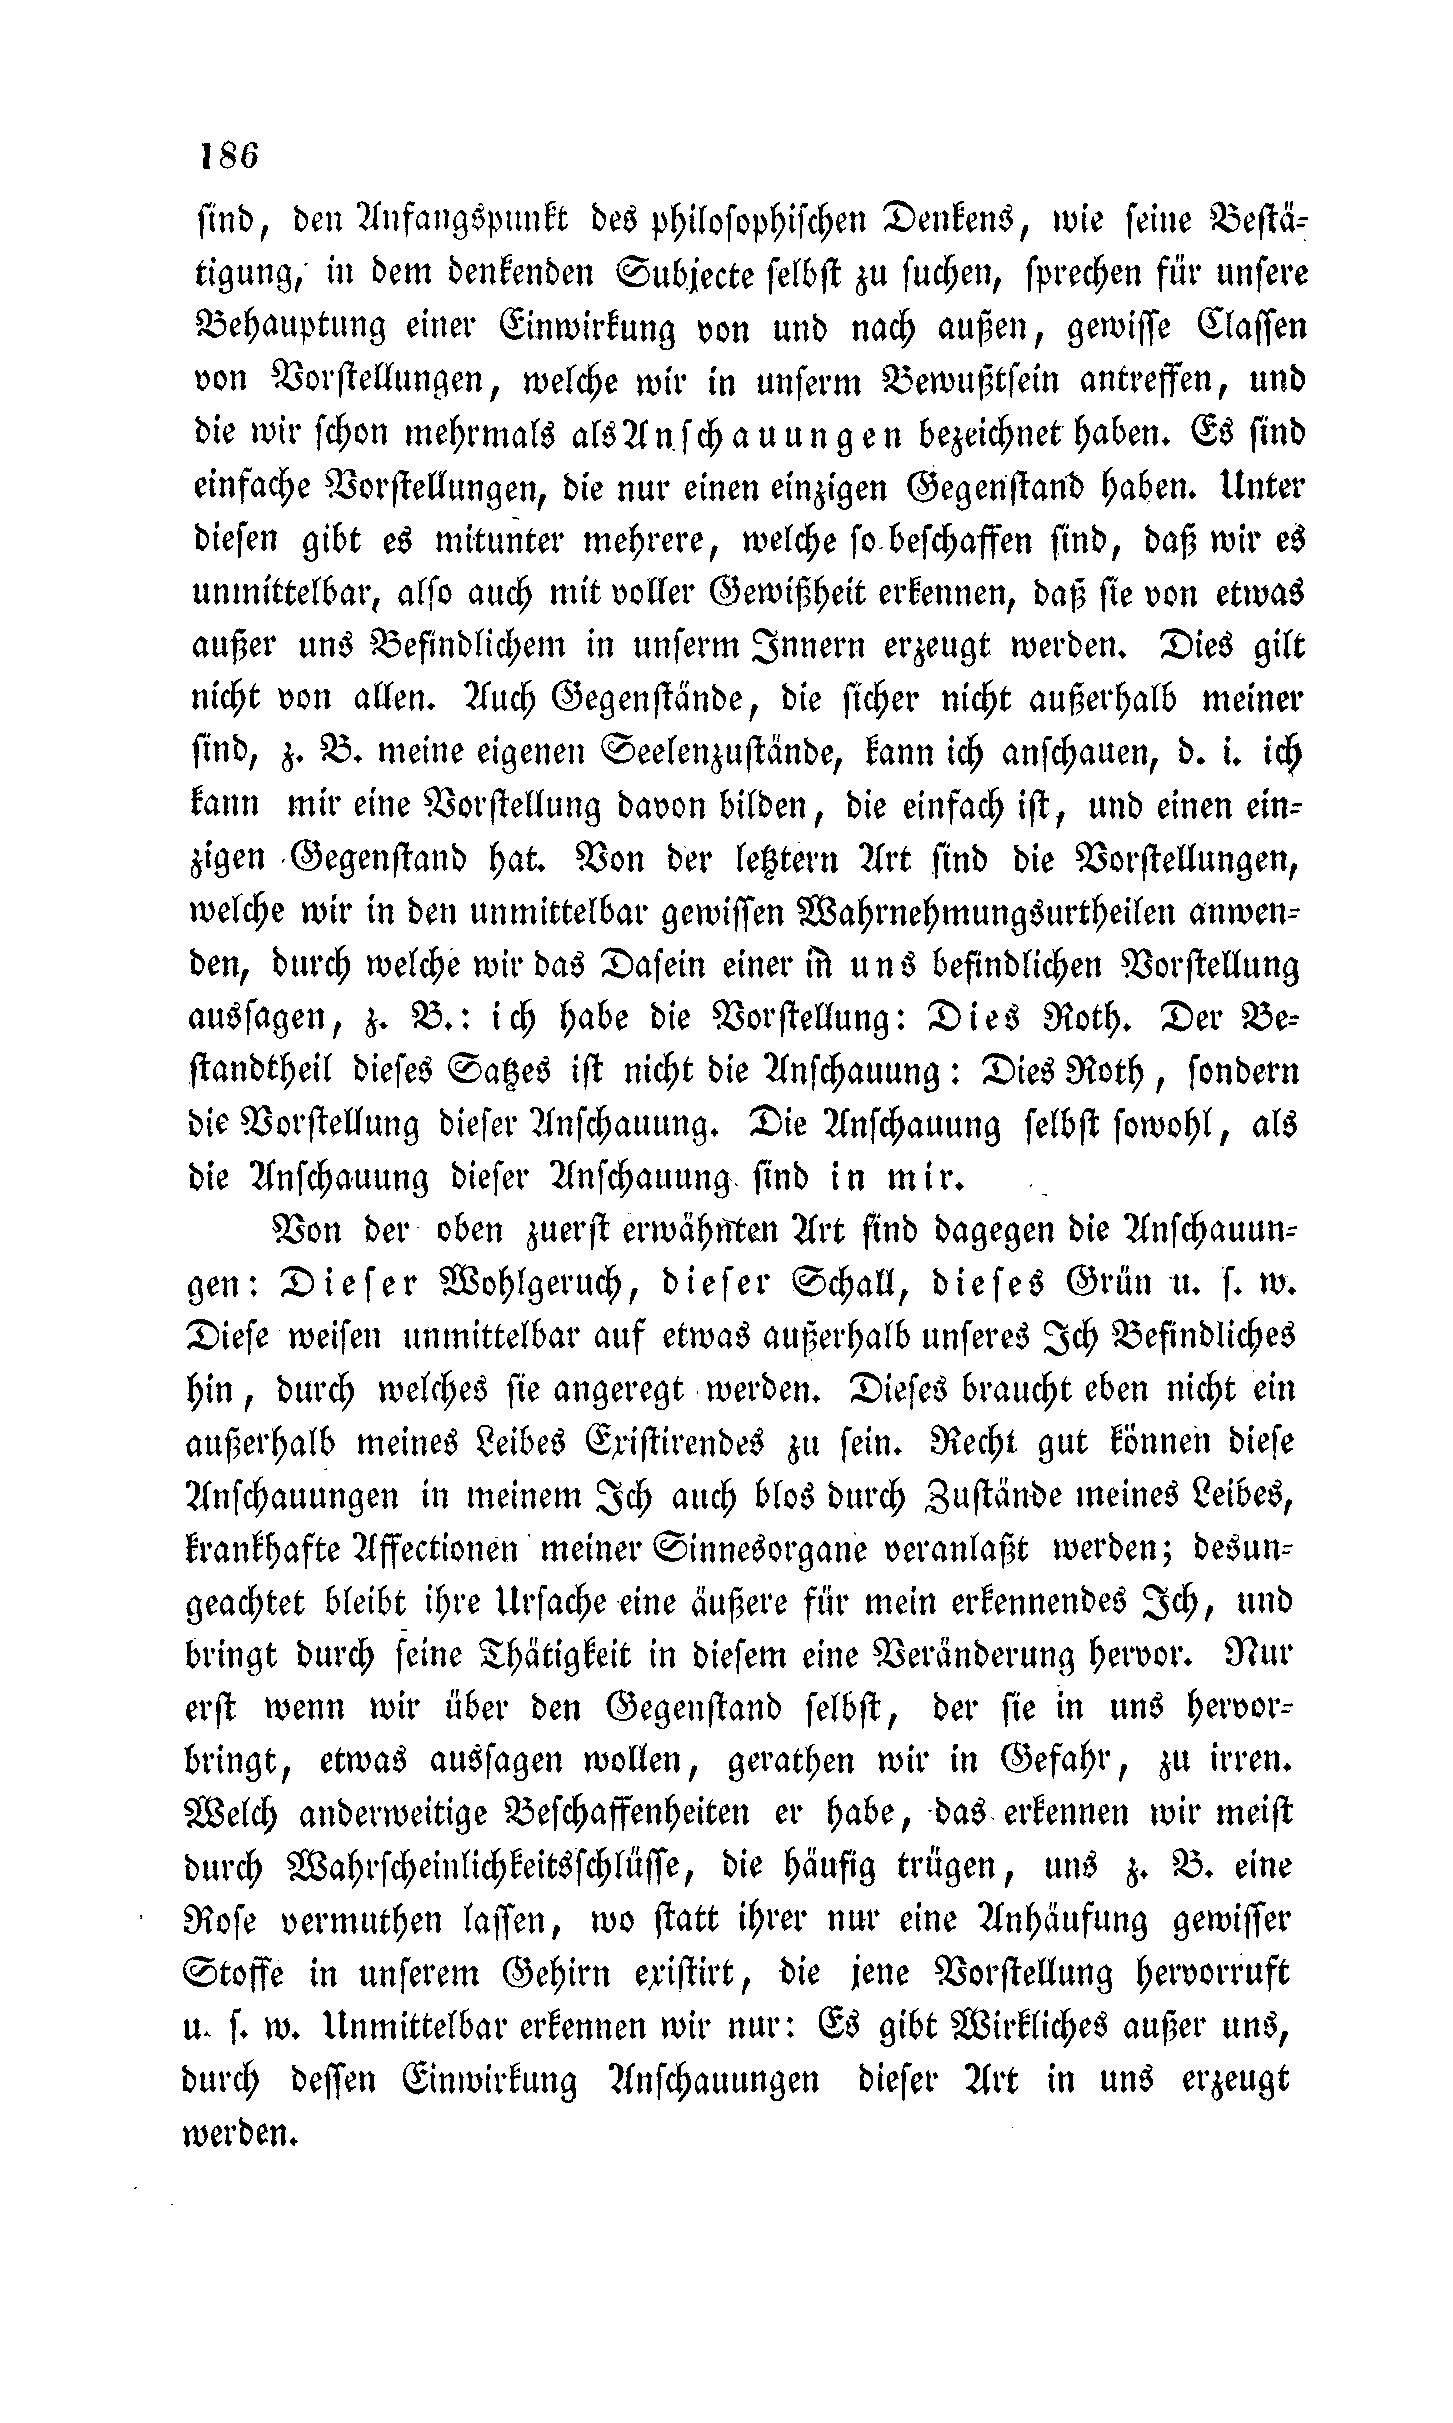 186
sind, den Anfangspunkt des philosophischen Denkens, wie seine Bestä-
tigung, in dem denkenden Subjecte selbst zu suchen, sprechen für unsere
Behauptung einer Einwirkung von und nach außen, gewisse Classen
von Vorstellungen, welche wir in unserm Bewußtsein antreffen, und
die wir schon mehrmals als Anschauungen bezeichnet haben. Es sind
einfache Vorstellungen, die nur einen einzigen Gegenstand haben. Unter
diesen gibt es mitunter mehrere, welche so beschaffen sind, daß wir es
unmittelbar, also auch mit voller Gewißheit erkennen, daß sie von etwas
außer uns Befindlichem in unserm Innern erzeugt werden. Dies gilt
nicht von allen. Auch Gegenstände, die sicher nicht außerhalb meiner
sind, z. B. meine eigenen Seelenzustände, kann ich anschauen, d. i. ich
kann mir eine Vorstellung davon bilden, die einfach ist, und einen ein-
zigen Gegenstand hat. Von der letztern Art sind die Vorstellungen,
welche wir in den unmittelbar gewissen Wahrnehmungsurtheilen anwen-
den, durch welche wir das Dasein einer in uns befindlichen Vorstellung
aussagen, z. B.: ich habe die Vorstellung: Dies Roth. Der Be-
standtheil dieses Satzes ist nicht die Anschauung: Dies Roth, sondern
die Vorstellung dieser Anschauung. Die Anschauung selbst sowohl, als
die Anschauung dieser Anschauung sind in mir.
Von der oben zuerst erwähnten Art sind dagegen die Anschauun-
gen: Dieser Wohlgeruch, dieser Schall, dieses Grün u. s. w.
Diese weisen unmittelbar auf etwas außerhalb unseres Ich Befindliches
hin, durch welches sie angeregt werden. Dieses braucht eben nicht ein
außerhalb meines Leibes Existirendes zu sein. Recht gut können diese
Anschauungen in meinem Ich auch blos durch Zustände meines Leibes,
krankhafte Affectionen meiner Sinnesorgane veranlaßt werden; desun-
geachtet bleibt ihre Ursache eine äußere für mein erkennendes Ich, und
bringt durch seine Thätigkeit in diesem eine Veränderung hervor. Nur
erst wenn wir über den Gegenstand selbst, der sie in uns hervor-
bringt, etwas aussagen wollen, gerathen wir in Gefahr, zu irren.
Welch anderweitige Beschaffenheiten er habe, das erkennen wir meist
durch Wahrscheinlichkeitsschlüsse, die häufig trügen, uns z. B. eine
Rose vermuthen lassen, wo statt ihrer nur eine Anhäufung gewisser
Stoffe in unserem Gehirn existirt, die jene Vorstellung hervorruft
u. s. w. Unmittelbar erkennen wir nur: Es gibt Wirkliches außer uns,
durch dessen Einwirkung Anschauungen dieser Art in uns erzeugt
werden.